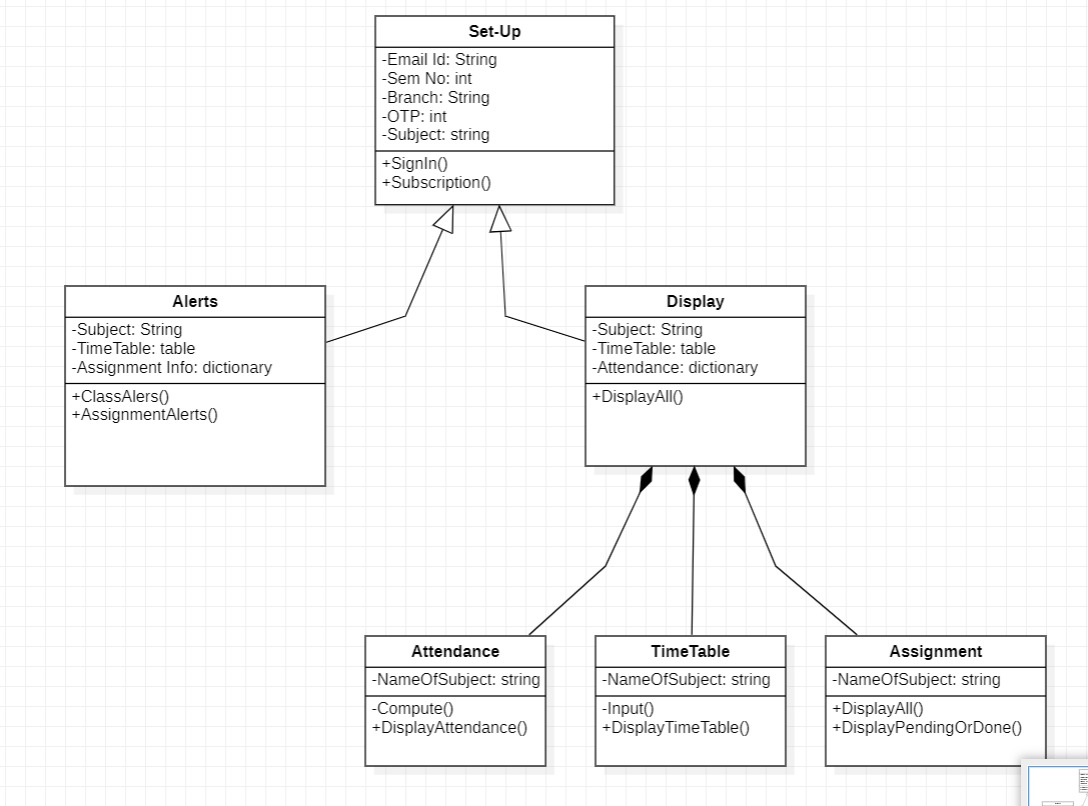 Set-Up
-Email Id: String
-Sem No: int
-Branch: String
-OTP: int
-Subject: string
+SignIn()
+Subscription()
Alerts
-Subject: String
-TimeTable: table
-Assignment Info: dictionary
+ClassAlers()
+AssignmentAlerts()
Display
-Subject: String
-TimeTable: table
-Attendance: dictionary
+DisplayAll()
Attendance
-NameOfSubject: string
-Compute()
+DisplayAttendance()
TimeTable
-NameOfSubject: string
-Input()
+DisplayTimeTable()
Assignment
-NameOfSubject: string
+DisplayAll()
+DisplayPendingOrDone()